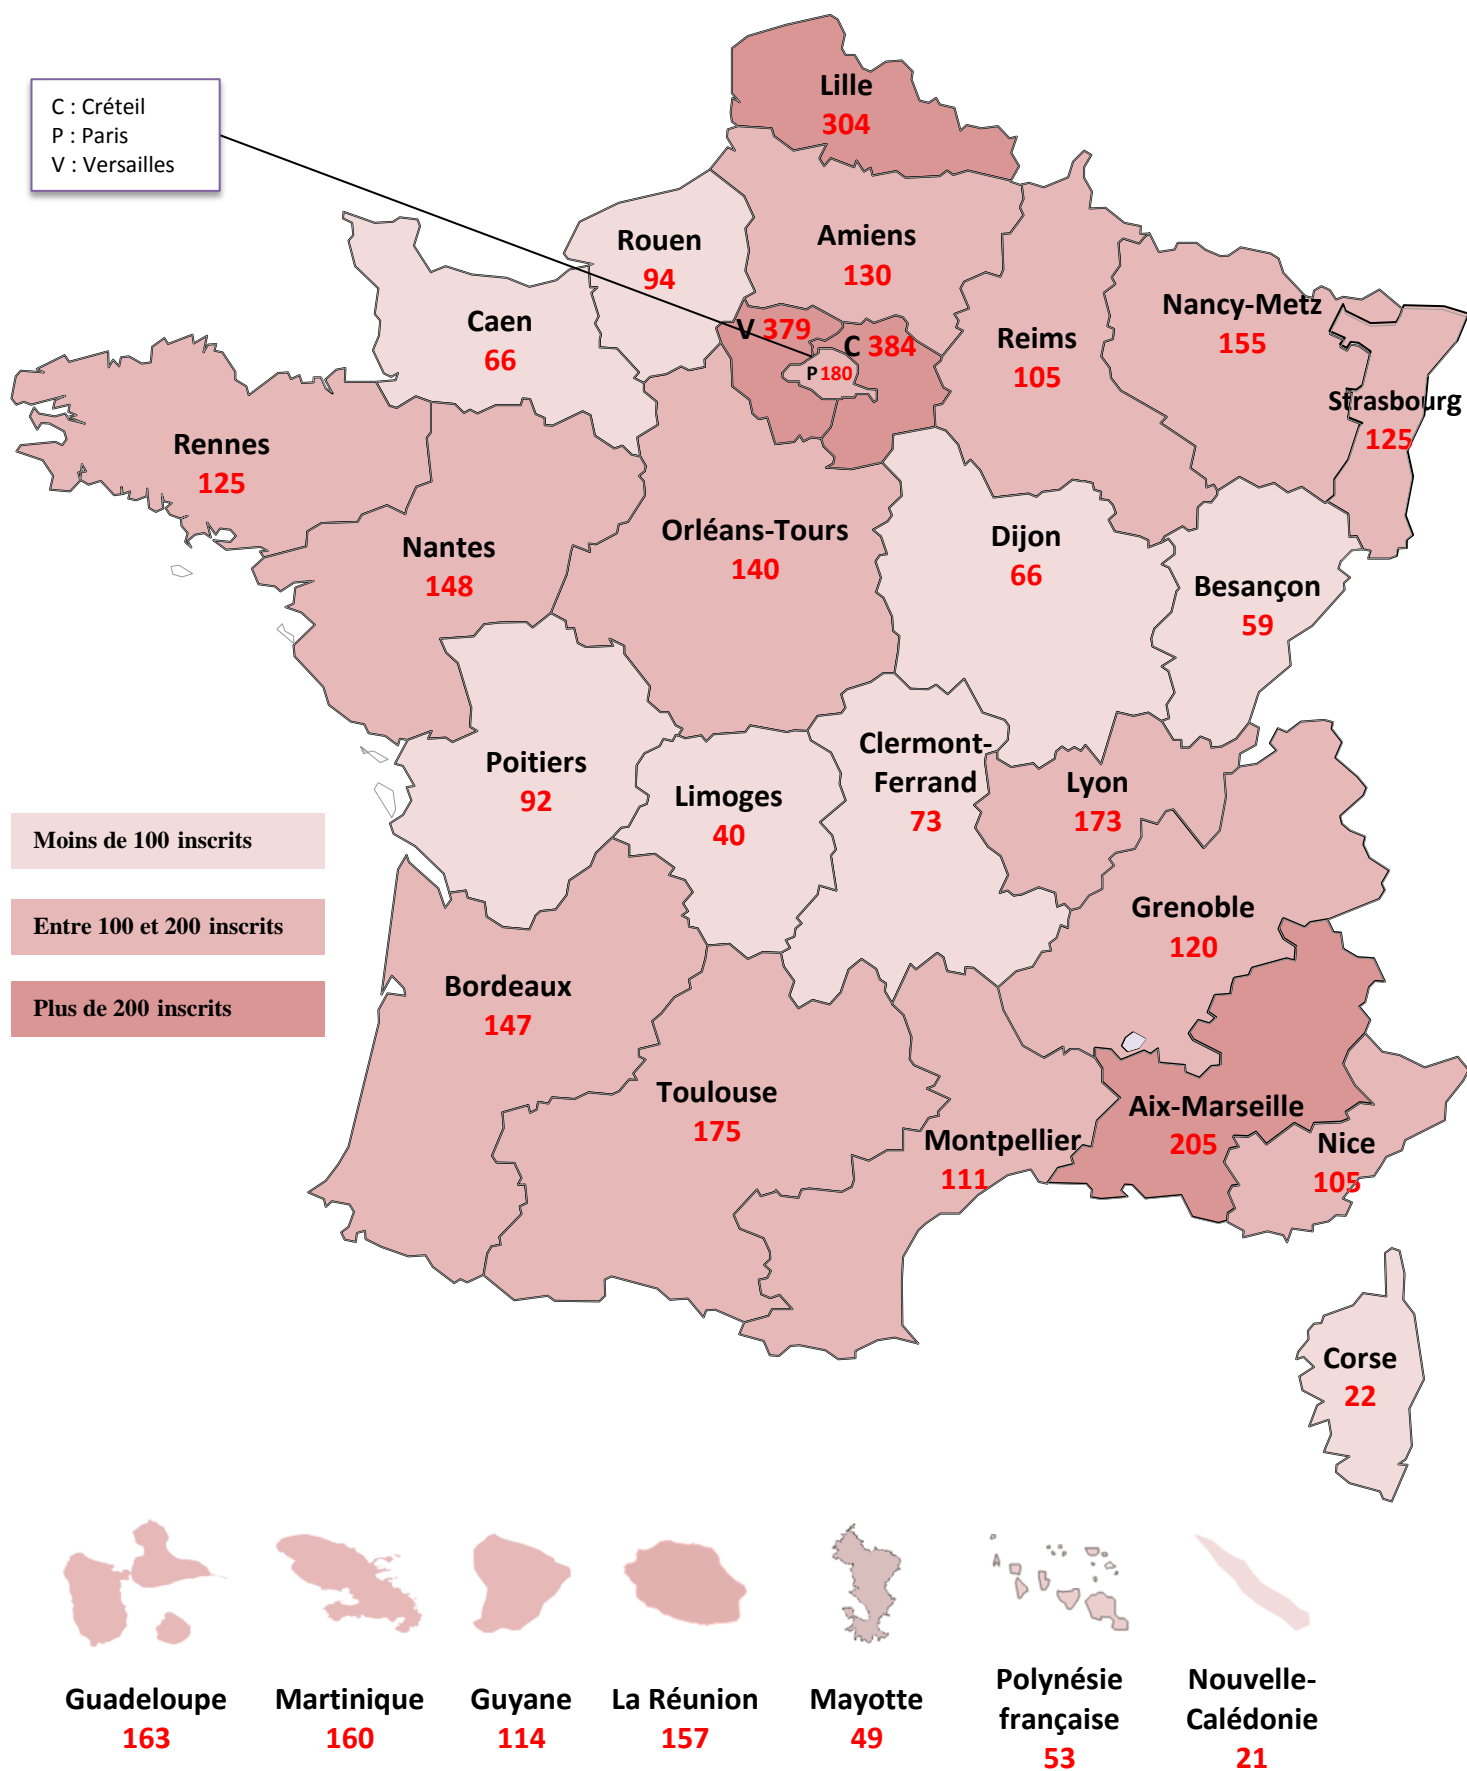 C : Créteil
P : Paris
V : Versailles
Lille
304
Rouen
94
Amiens
130
Caen
66
V 379
C 384
P 180
Reims
105
Nancy-Metz
155
Strasbourg
125
Rennes
125
Nantes
148
Orléans-Tours
140
Dijon
66
Besançon
59
Poitiers
92
Limoges
40
Clermont-
Ferrand
73
Lyon
173
Moins de 100 inscrits
Entre 100 et 200 inscrits
Plus de 200 inscrits
Grenoble
120
Bordeaux
147
Toulouse
175
Montpellier
111
Aix-Marseille
205
Nice
105
Corse
22
Guadeloupe
163
Martinique
160
Guyane
114
La Réunion
157
Mayotte
49
Polynésie
française
53
Nouvelle-
Calédonie
21